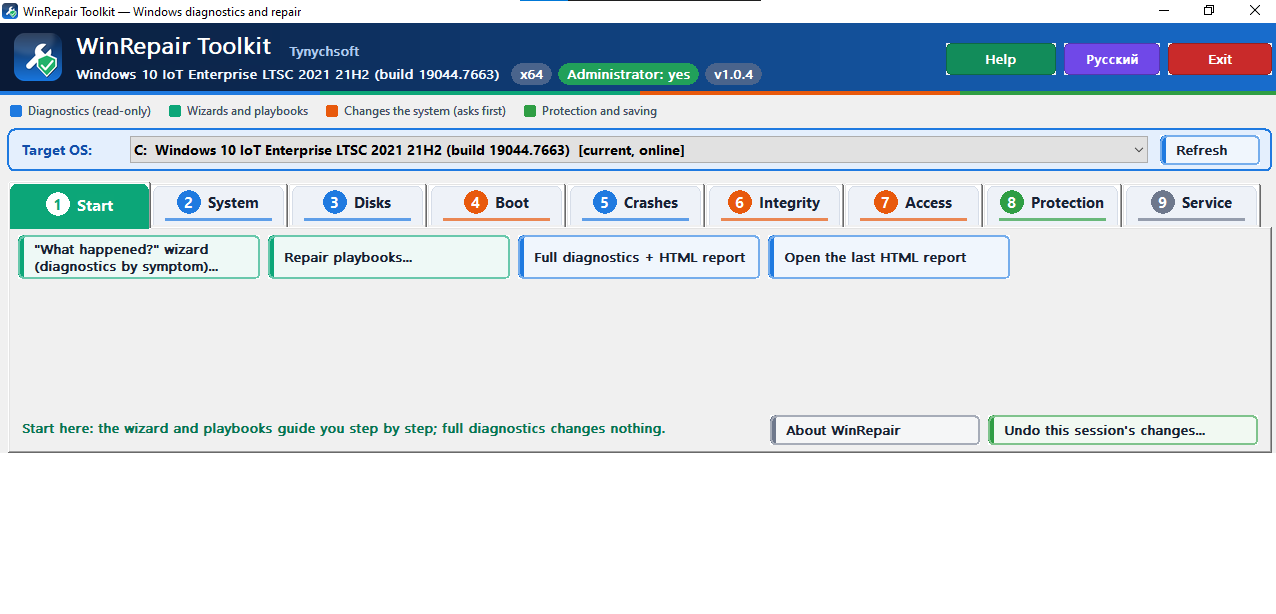 WinRepair Toolkit — Windows diagnostics and repair
WinRepair Toolkit Tynychsoft
Windows 10 IoT Enterprise LTSC 2021 21H2 (build 19044.7663) x64 Administrator: yes v1.0.4
Help Русский Exit
Diagnostics (read-only) Wizards and playbooks Changes the system (asks first) Protection and saving
Target OS: C: Windows 10 IoT Enterprise LTSC 2021 21H2 (build 19044.7663) [current, online] Refresh
1 Start 2 System 3 Disks 4 Boot 5 Crashes 6 Integrity 7 Access 8 Protection 9 Service
"What happened?" wizard
(diagnostics by symptom)...
Repair playbooks...
Full diagnostics + HTML report
Open the last HTML report
Start here: the wizard and playbooks guide you step by step; full diagnostics changes nothing.
About WinRepair
Undo this session's changes...